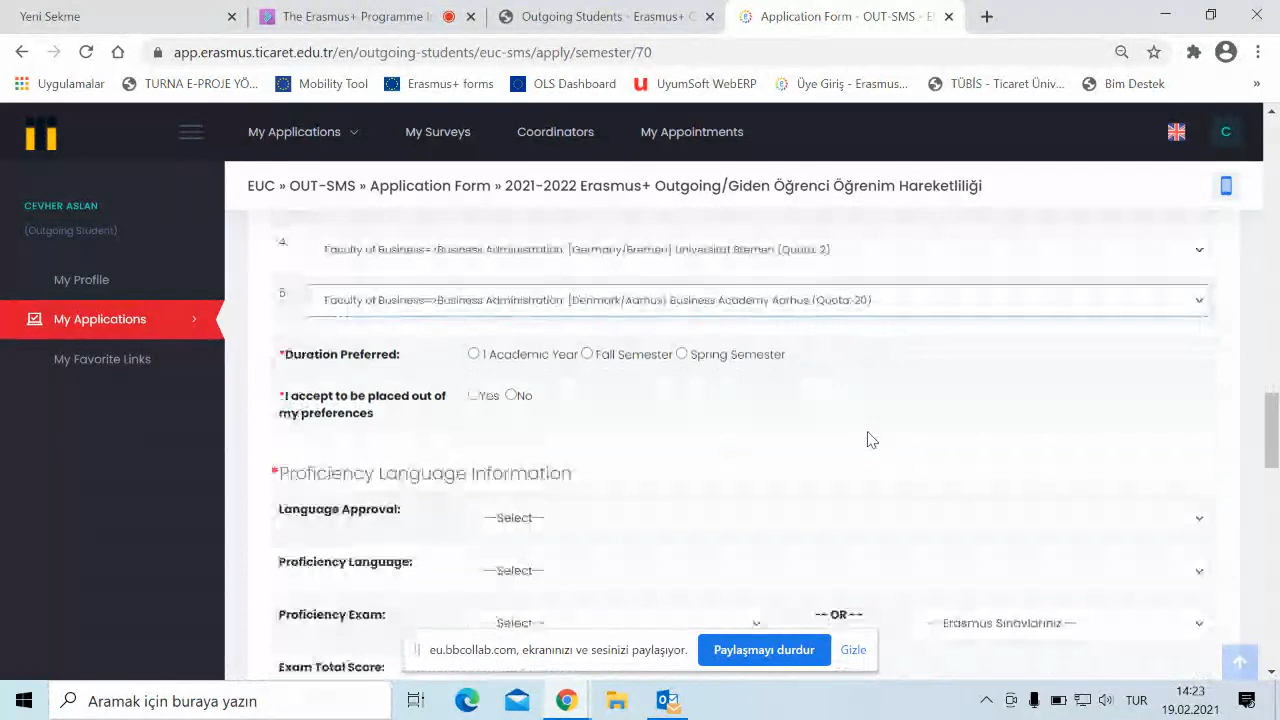 Yeni Sekme
The Erasmus+ Programme I
Outgoing Students - Erasmus+ C
Application Form - OUT-SMS - E
app.erasmus.ticaret.edu.tr/en/outgoing-students/euc-sms/apply/semester/70
Uygulamalar
TURNA E-PROJE YÖ...
Mobility Tool
Erasmus+ forms
OLS Dashboard
UyumSoft WebERP
Üye Giriş - Erasmus...
TÜBİS - Ticaret Üniv...
Bim Destek
»
My Applications
My Surveys
Coordinators
My Appointments
C
CEVHER ASLAN
(Outgoing Student)
My Profile
My Applications
My Favorite Links
EUC » OUT-SMS » Application Form » 2021-2022 Erasmus+ Outgoing/Giden Öğrenci Öğrenim Hareketliliği
4. Faculty of Business->Business Administration [Germany/Bremen] Universitat Bremen (Quota: 2)
Faculty of Business->Business Administration [Denmark/Aarhus] Business Academy Aarhus (Quota-20)
*Duration Preferred: 1 Academic Year Fall Semester Spring Semester
*I accept to be placed out of my preferences Yes No
*Proficiency Language Information
Language Approval: —Select—
Proficiency Language: —Select—
Proficiency Exam: —Select— --OR-- Erasmus Sınavlarınız —
Exam Total Score:
eu.bbcollab.com, ekranınızı ve sesinizi paylaşıyor. Paylaşmayı durdur Gizle
Aramak için buraya yazın
TUR
14:23
19.02.2021